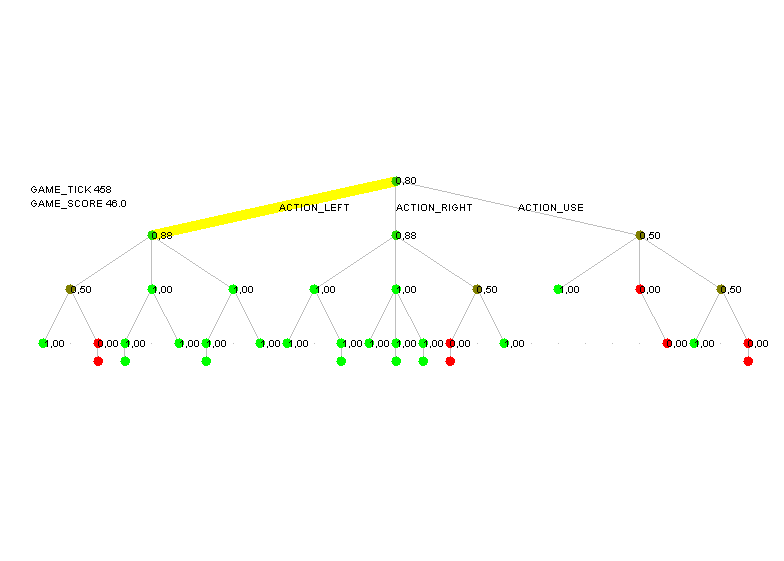 0,80
GAME_TICK 458
GAME_SCORE 46.0
ACTION_LEFT ACTION_RIGHT ACTION_USE
0,88 0,88 0,50
0,50 1,00 1,00 1,00 1,00 0,50 1,00 0,00 0,50
1,00 0,00 1,00 1,00 1,00 1,00 1,00 1,00 1,00 1,00 1,00 0,00 1,00 0,00 1,00 0,00